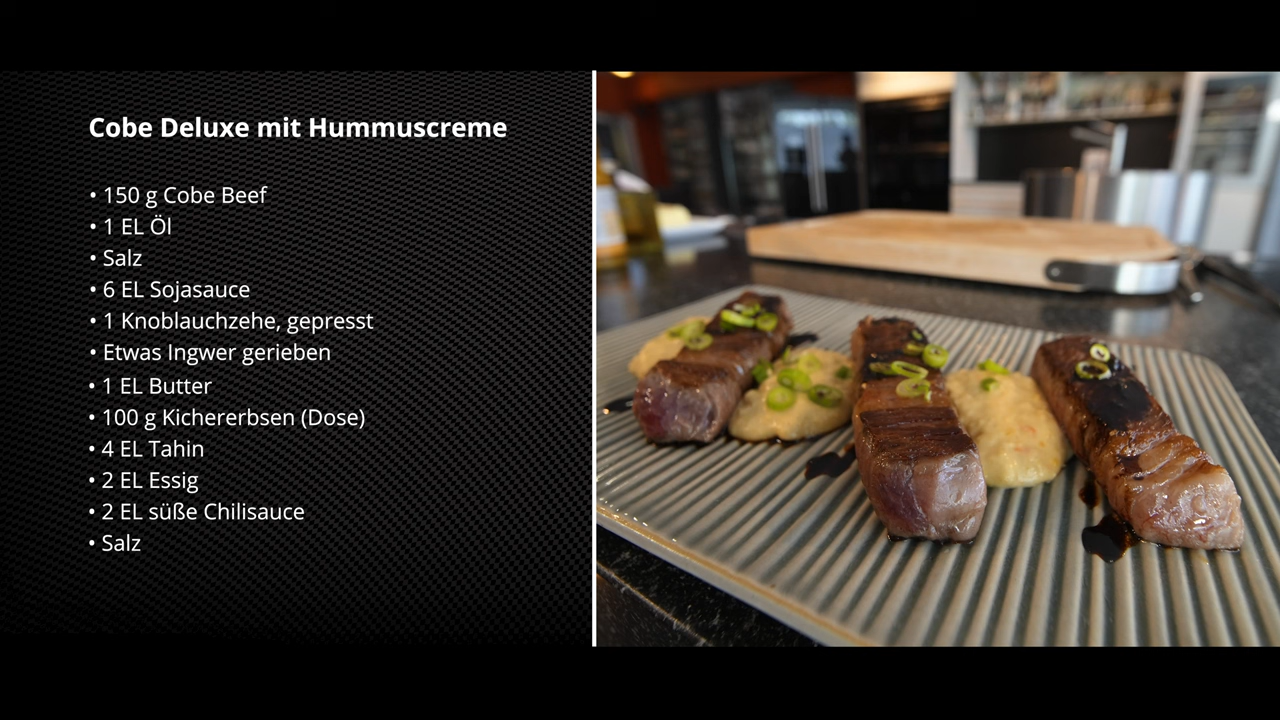 Cobe Deluxe mit Hummuscreme
• 150 g Cobe Beef
• 1 EL Öl
• Salz
• 6 EL Sojasauce
• 1 Knoblauchzehe, gepresst
• Etwas Ingwer gerieben
• 1 EL Butter
• 100 g Kichererbsen (Dose)
• 4 EL Tahin
• 2 EL Essig
• 2 EL süße Chilisauce
• Salz